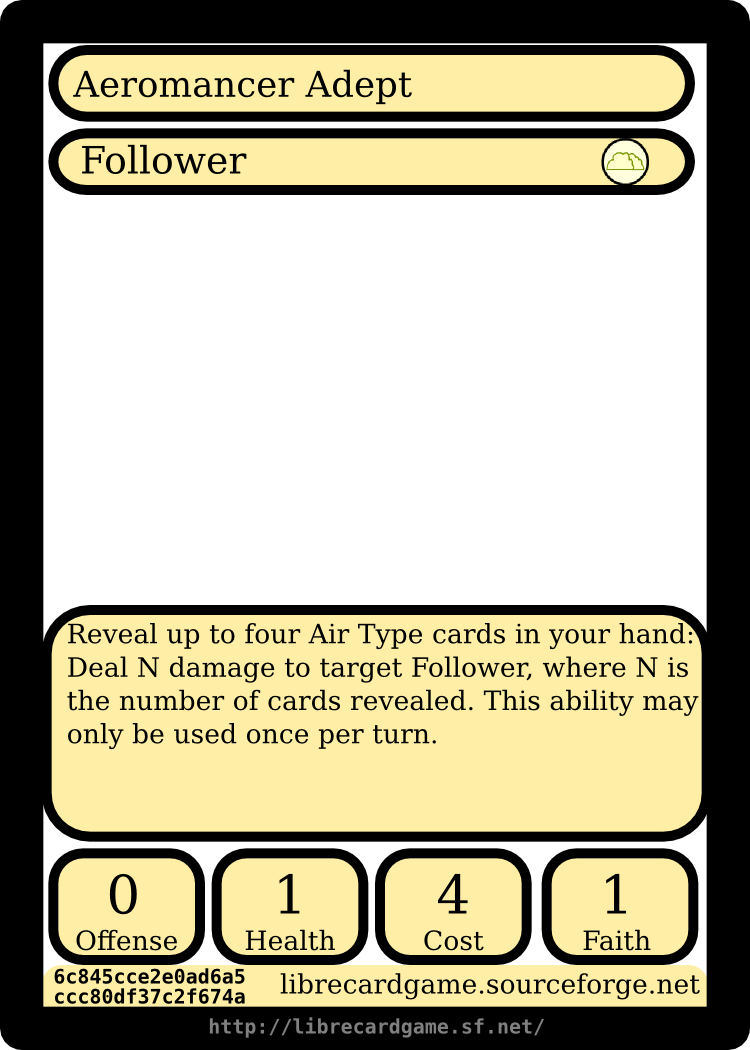 Aeromancer Adept
Follower
Reveal up to four Air Type cards in your hand:
Deal N damage to target Follower, where N is
the number of cards revealed. This ability may
only be used once per turn.
0
Offense
1
Health
4
Cost
1
Faith
6c845cce2e0ad6a5
ccc80df37c2f674a
librecardgame.sourceforge.net
http://librecardgame.sf.net/